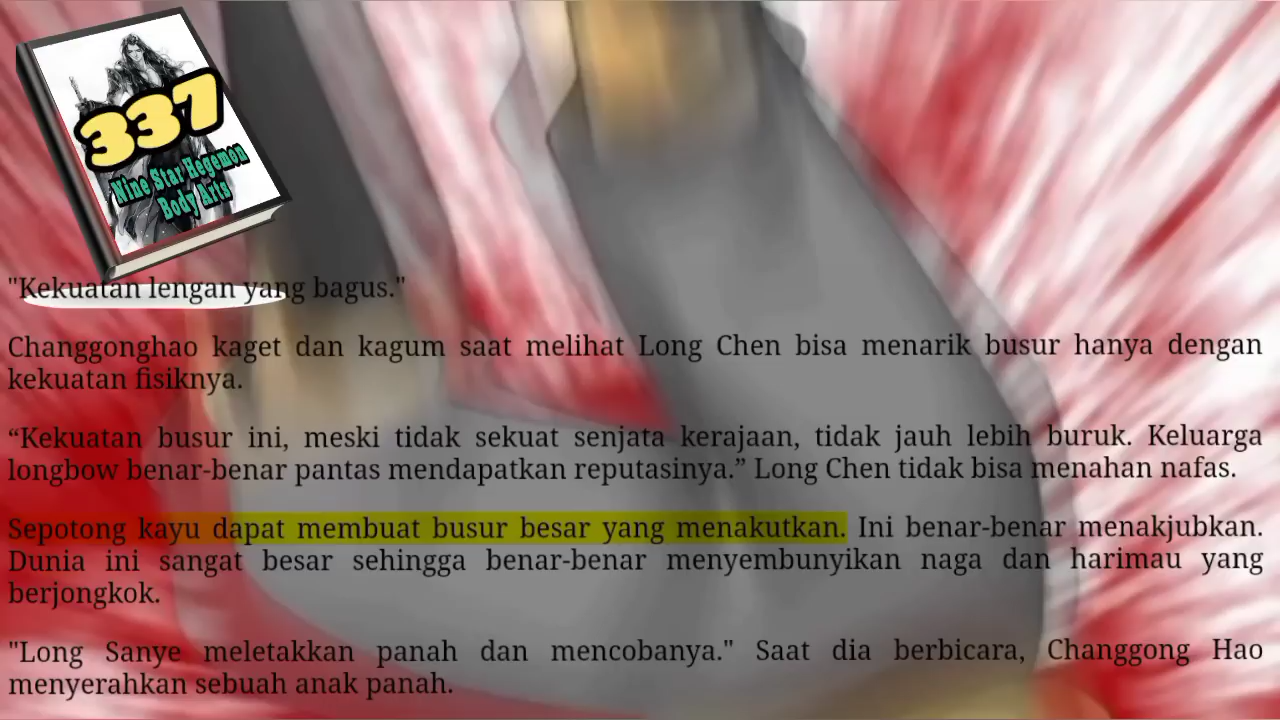 337
Nine Star Hegemon
Body Arts
"Kekuatan lengan yang bagus."
Changgonghao kaget dan kagum saat melihat Long Chen bisa menarik busur hanya dengan
kekuatan fisiknya.
“Kekuatan busur ini, meski tidak sekuat senjata kerajaan, tidak jauh lebih buruk. Keluarga
longbow benar-benar pantas mendapatkan reputasinya.” Long Chen tidak bisa menahan nafas.
Sepotong kayu dapat membuat busur besar yang menakutkan. Ini benar-benar menakjubkan.
Dunia ini sangat besar sehingga benar-benar menyembunyikan naga dan harimau yang
berjongkok.
"Long Sanye meletakkan panah dan mencobanya." Saat dia berbicara, Changgong Hao
menyerahkan sebuah anak panah.